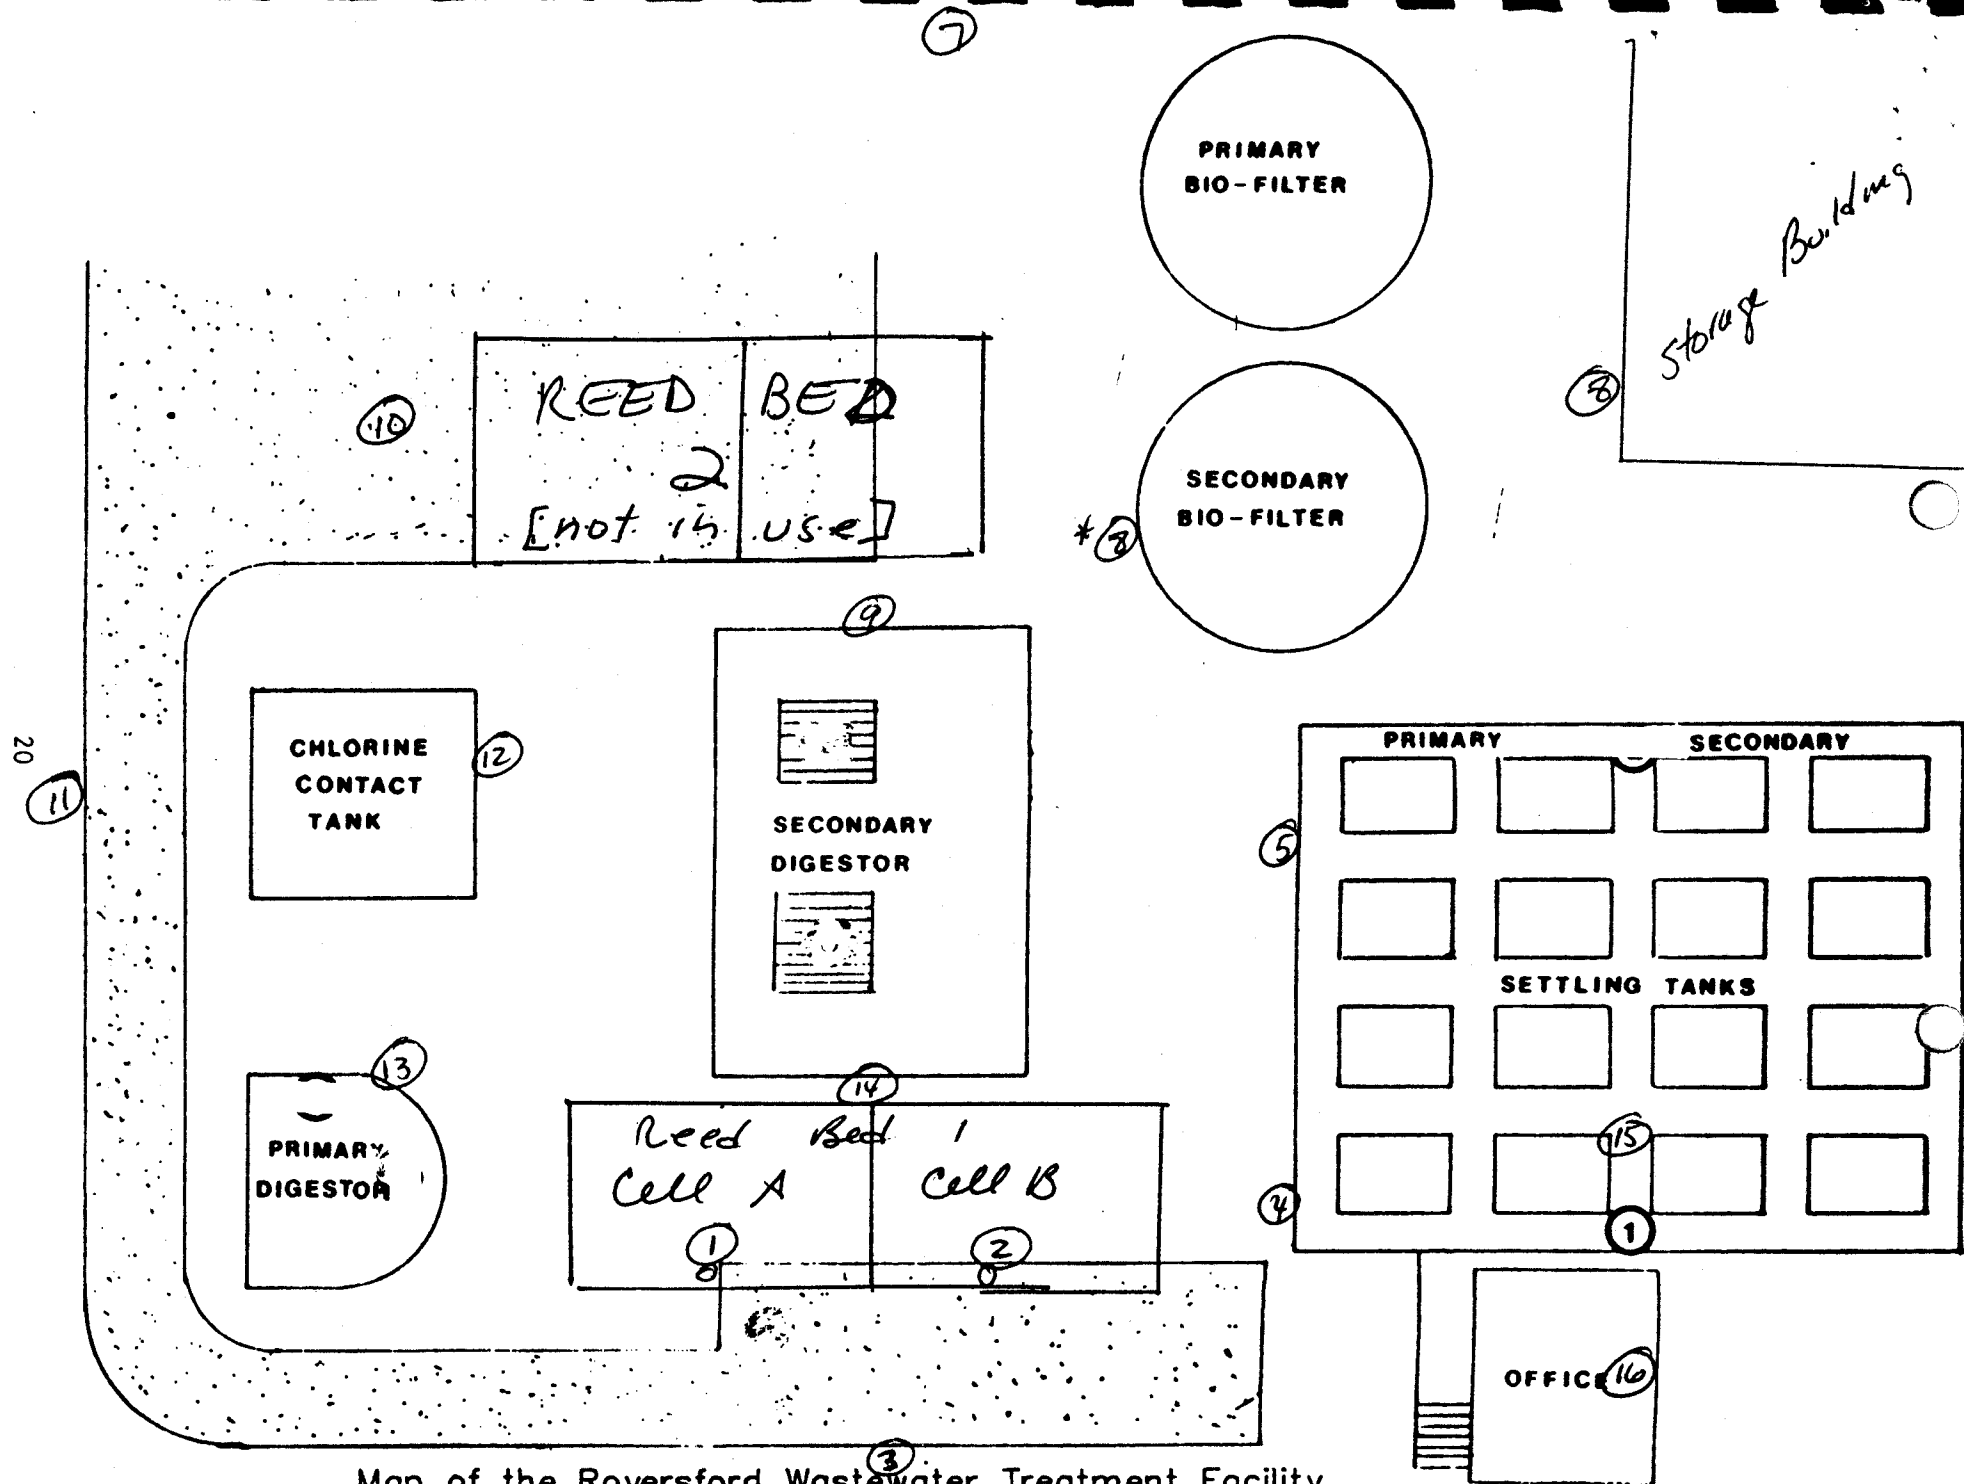 7
PRIMARY
BIO-FILTER
Storage Building
8
REED BED
2
[not in use]
10
SECONDARY
BIO-FILTER
* 8
9
CHLORINE
CONTACT
TANK
12
20
11
SECONDARY
DIGESTOR
PRIMARY SECONDARY
5
SETTLING TANKS
13
PRIMARY
DIGESTOR
14
Reed Bed 1
Cell A Cell B
1 2
15
4
1
OFFICE 16
3
Map of the Royersford Wastewater Treatment Facility